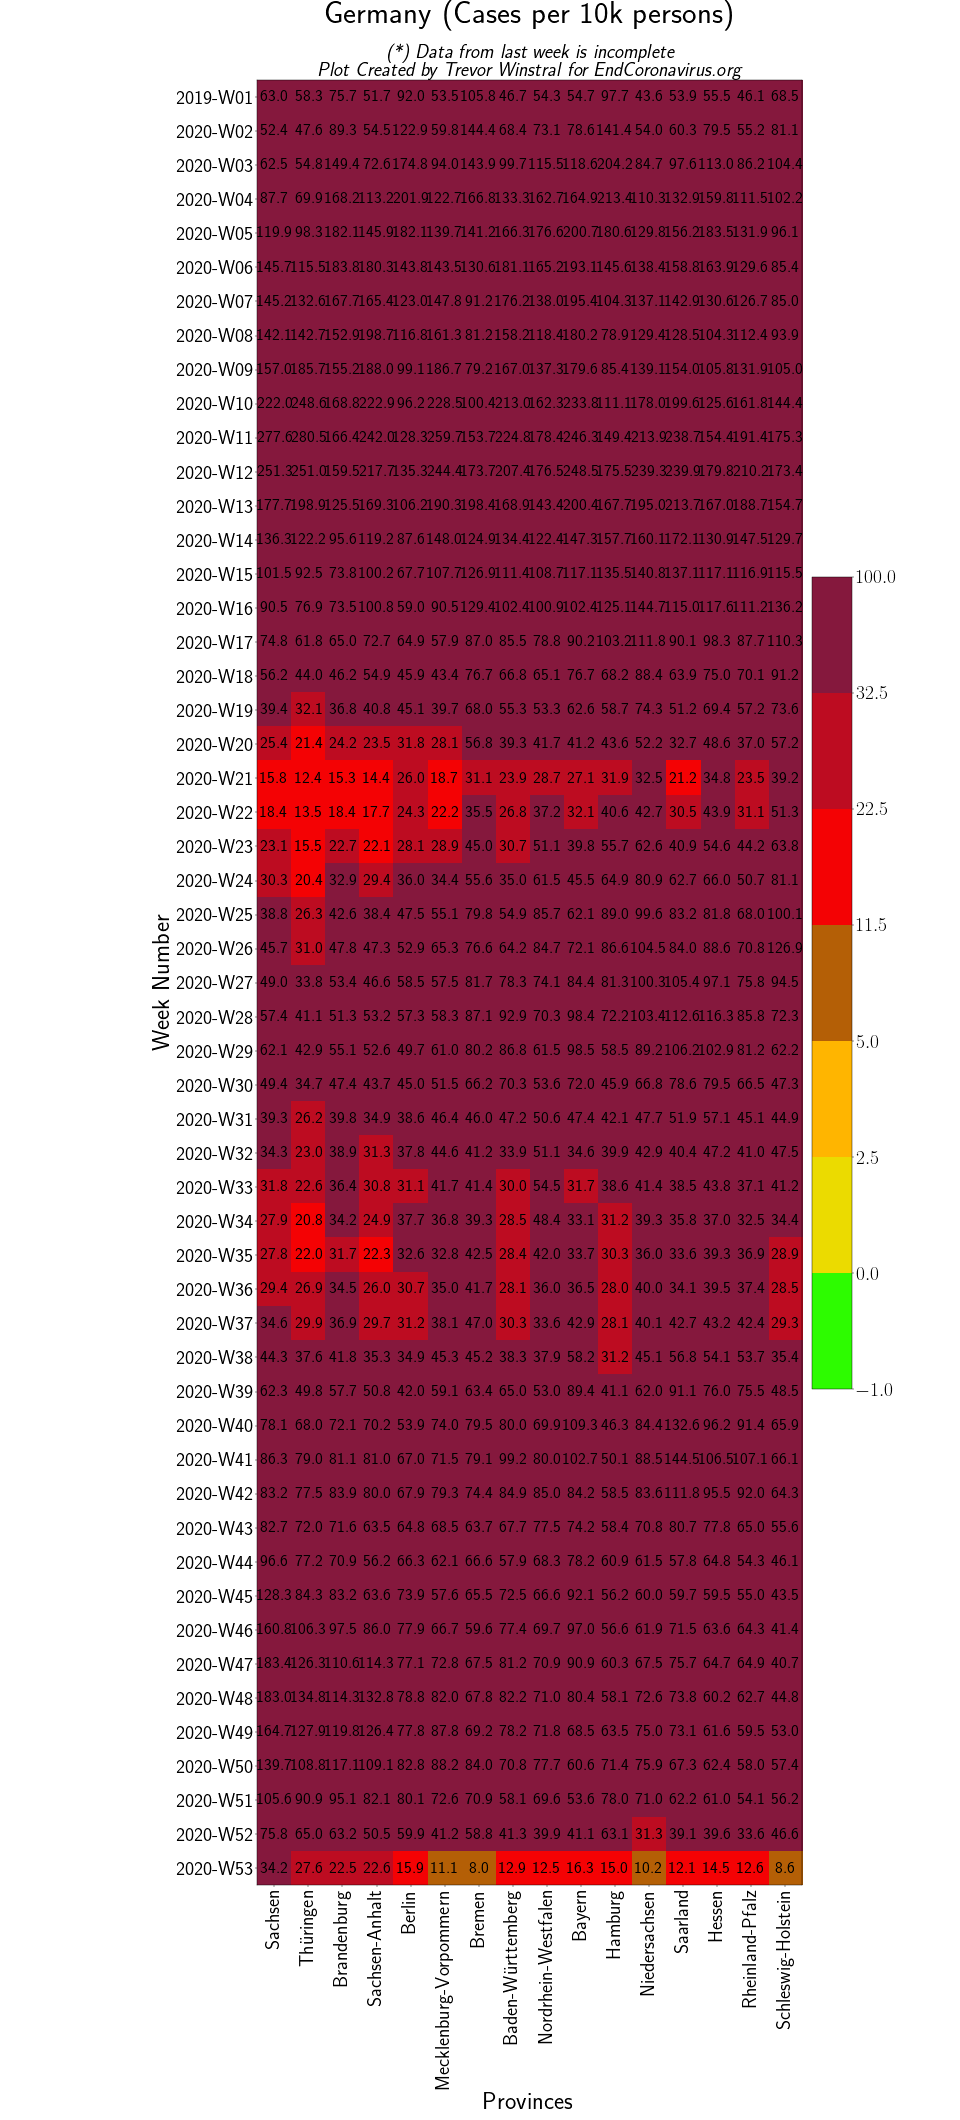 Germany (Cases per 10k persons)
(*) Data from last week is incomplete
Plot Created by Trevor Winstral for EndCoronavirus.org
2019-W01 63.0 58.3 75.7 51.7 92.0 53.5 105.8 46.7 54.3 54.7 97.7 43.6 53.9 55.5 46.1 68.5
2020-W02 52.4 47.6 89.3 54.5 122.9 59.8 144.4 68.4 73.1 78.6 141.4 54.0 60.3 79.5 55.2 81.1
2020-W03 62.5 54.8 149.4 72.6 174.8 94.0 143.9 99.7 115.5 118.6 204.2 84.7 97.6 113.0 86.2 104.4
2020-W04 87.7 69.9 168.2 113.2 201.9 122.7 166.8 133.3 162.7 164.9 213.4 110.3 132.9 159.8 111.5 102.2
2020-W05 119.9 98.3 182.1 145.9 182.1 139.7 141.2 166.3 176.6 200.7 180.6 129.8 156.2 183.5 131.9 96.1
2020-W06 145.7 115.5 183.8 180.3 143.8 143.5 130.6 181.1 165.2 193.1 145.6 138.4 158.8 163.9 129.6 85.4
2020-W07 145.2 132.6 167.7 165.4 123.0 147.8 91.2 176.2 138.0 195.4 104.3 137.1 142.9 130.6 126.7 85.0
2020-W08 142.1 142.7 152.9 198.7 116.8 161.3 81.2 158.2 118.4 180.2 78.9 129.4 128.5 104.3 112.4 93.9
2020-W09 157.0 185.7 155.2 188.0 99.1 186.7 79.2 167.0 137.3 179.6 85.4 139.1 154.0 105.8 131.9 105.0
2020-W10 222.0 248.6 168.8 222.9 96.2 228.5 100.4 213.0 162.3 233.8 111.1 178.0 199.6 125.6 161.8 144.4
2020-W11 277.6 280.5 166.4 242.0 128.3 259.7 153.7 224.8 178.4 246.3 149.4 213.9 238.7 154.4 191.4 175.3
2020-W12 251.3 251.0 159.5 217.7 135.3 244.4 173.7 207.4 176.5 248.5 175.5 239.3 239.9 179.8 210.2 173.4
2020-W13 177.7 198.9 125.5 169.3 106.2 190.3 198.4 168.9 143.4 200.4 167.7 195.0 213.7 167.0 188.7 154.7
2020-W14 136.3 122.2 95.6 119.2 87.6 148.0 124.9 134.4 122.4 147.3 157.7 160.1 172.1 130.9 147.5 129.7
2020-W15 101.5 92.5 73.8 100.2 67.7 107.7 126.9 111.4 108.7 117.1 135.5 140.8 137.1 117.1 116.9 115.5
2020-W16 90.5 76.9 73.5 100.8 59.0 90.5 129.4 102.4 100.9 102.4 125.1 144.7 115.0 117.6 111.2 136.2
2020-W17 74.8 61.8 65.0 72.7 64.9 57.9 87.0 85.5 78.8 90.2 103.2 111.8 90.1 98.3 87.7 110.3
2020-W18 56.2 44.0 46.2 54.9 45.9 43.4 76.7 66.8 65.1 76.7 68.2 88.4 63.9 75.0 70.1 91.2
2020-W19 39.4 32.1 36.8 40.8 45.1 39.7 68.0 55.3 53.3 62.6 58.7 74.3 51.2 69.4 57.2 73.6
2020-W20 25.4 21.4 24.2 23.5 31.8 28.1 56.8 39.3 41.7 41.2 43.6 52.2 32.7 48.6 37.0 57.2
2020-W21 15.8 12.4 15.3 14.4 26.0 18.7 31.1 23.9 28.7 27.1 31.9 32.5 21.2 34.8 23.5 39.2
2020-W22 18.4 13.5 18.4 17.7 24.3 22.2 35.5 26.8 37.2 32.1 40.6 42.7 30.5 43.9 31.1 51.3
2020-W23 23.1 15.5 22.7 22.1 28.1 28.9 45.0 30.7 51.1 39.8 55.7 62.6 40.9 54.6 44.2 63.8
2020-W24 30.3 20.4 32.9 29.4 36.0 34.4 55.6 35.0 61.5 45.5 64.9 80.9 62.7 66.0 50.7 81.1
2020-W25 38.8 26.3 42.6 38.4 47.5 55.1 79.8 54.9 85.7 62.1 89.0 99.6 83.2 81.8 68.0 100.1
2020-W26 45.7 31.0 47.8 47.3 52.9 65.3 76.6 64.2 84.7 72.1 86.6 104.5 84.0 88.6 70.8 126.9
2020-W27 49.0 33.8 53.4 46.6 58.5 57.5 81.7 78.3 74.1 84.4 81.3 100.3 105.4 97.1 75.8 94.5
2020-W28 57.4 41.1 51.3 53.2 57.3 58.3 87.1 92.9 70.3 98.4 72.2 103.4 112.6 116.3 85.8 72.3
2020-W29 62.1 42.9 55.1 52.6 49.7 61.0 80.2 86.8 61.5 98.5 58.5 89.2 106.2 102.9 81.2 62.2
2020-W30 49.4 34.7 47.4 43.7 45.0 51.5 66.2 70.3 53.6 72.0 45.9 66.8 78.6 79.5 66.5 47.3
2020-W31 39.3 26.2 39.8 34.9 38.6 46.4 46.0 47.2 50.6 47.4 42.1 47.7 51.9 57.1 45.1 44.9
2020-W32 34.3 23.0 38.9 31.3 37.8 44.6 41.2 33.9 51.1 34.6 39.9 42.9 40.4 47.2 41.0 47.5
2020-W33 31.8 22.6 36.4 30.8 31.1 41.7 41.4 30.0 54.5 31.7 38.6 41.4 38.5 43.8 37.1 41.2
2020-W34 27.9 20.8 34.2 24.9 37.7 36.8 39.3 28.5 48.4 33.1 31.2 39.3 35.8 37.0 32.5 34.4
2020-W35 27.8 22.0 31.7 22.3 32.6 32.8 42.5 28.4 42.0 33.7 30.3 36.0 33.6 39.3 36.9 28.9
2020-W36 29.4 26.9 34.5 26.0 30.7 35.0 41.7 28.1 36.0 36.5 28.0 40.0 34.1 39.5 37.4 28.5
2020-W37 34.6 29.9 36.9 29.7 31.2 38.1 47.0 30.3 33.6 42.9 28.1 40.1 42.7 43.2 42.4 29.3
2020-W38 44.3 37.6 41.8 35.3 34.9 45.3 45.2 38.3 37.9 58.2 31.2 45.1 56.8 54.1 53.7 35.4
2020-W39 62.3 49.8 57.7 50.8 42.0 59.1 63.4 65.0 53.0 89.4 41.1 62.0 91.1 76.0 75.5 48.5
2020-W40 78.1 68.0 72.1 70.2 53.9 74.0 79.5 80.0 69.9 109.3 46.3 84.4 132.6 96.2 91.4 65.9
2020-W41 86.3 79.0 81.1 81.0 67.0 71.5 79.1 99.2 80.0 102.7 50.1 88.5 144.5 106.5 107.1 66.1
2020-W42 83.2 77.5 83.9 80.0 67.9 79.3 74.4 84.9 85.0 84.2 58.5 83.6 111.8 95.5 92.0 64.3
2020-W43 82.7 72.0 71.6 63.5 64.8 68.5 63.7 67.7 77.5 74.2 58.4 70.8 80.7 77.8 65.0 55.6
2020-W44 96.6 77.2 70.9 56.2 66.3 62.1 66.6 57.9 68.3 78.2 60.9 61.5 57.8 64.8 54.3 46.1
2020-W45 128.3 84.3 83.2 63.6 73.9 57.6 65.5 72.5 66.6 92.1 56.2 60.0 59.7 59.5 55.0 43.5
2020-W46 160.8 106.3 97.5 86.0 77.9 66.7 59.6 77.4 69.7 97.0 56.6 61.9 71.5 63.6 64.3 41.4
2020-W47 183.4 126.3 110.6 114.3 77.1 72.8 67.5 81.2 70.9 90.9 60.3 67.5 75.7 64.7 64.9 40.7
2020-W48 183.0 134.8 114.3 132.8 78.8 82.0 67.8 82.2 71.0 80.4 58.1 72.6 73.8 60.2 62.7 44.8
2020-W49 164.7 127.9 119.8 126.4 77.8 87.8 69.2 78.2 71.8 68.5 63.5 75.0 73.1 61.6 59.5 53.0
2020-W50 139.7 108.8 117.1 109.1 82.8 88.2 84.0 70.8 77.7 60.6 71.4 75.9 67.3 62.4 58.0 57.4
2020-W51 105.6 90.9 95.1 82.1 80.1 72.6 70.9 58.1 69.6 53.6 78.0 71.0 62.2 61.0 54.1 56.2
2020-W52 75.8 65.0 63.2 50.5 59.9 41.2 58.8 41.3 39.9 41.1 63.1 31.3 39.1 39.6 33.6 46.6
2020-W53 34.2 27.6 22.5 22.6 15.9 11.1 8.0 12.9 12.5 16.3 15.0 10.2 12.1 14.5 12.6 8.6
Week Number
Sachsen
Thüringen
Brandenburg
Sachsen-Anhalt
Berlin
Mecklenburg-Vorpommern
Bremen
Baden-Württemberg
Nordrhein-Westfalen
Bayern
Hamburg
Niedersachsen
Saarland
Hessen
Rheinland-Pfalz
Schleswig-Holstein
Provinces
100.0
32.5
22.5
11.5
5.0
2.5
0.0
−1.0